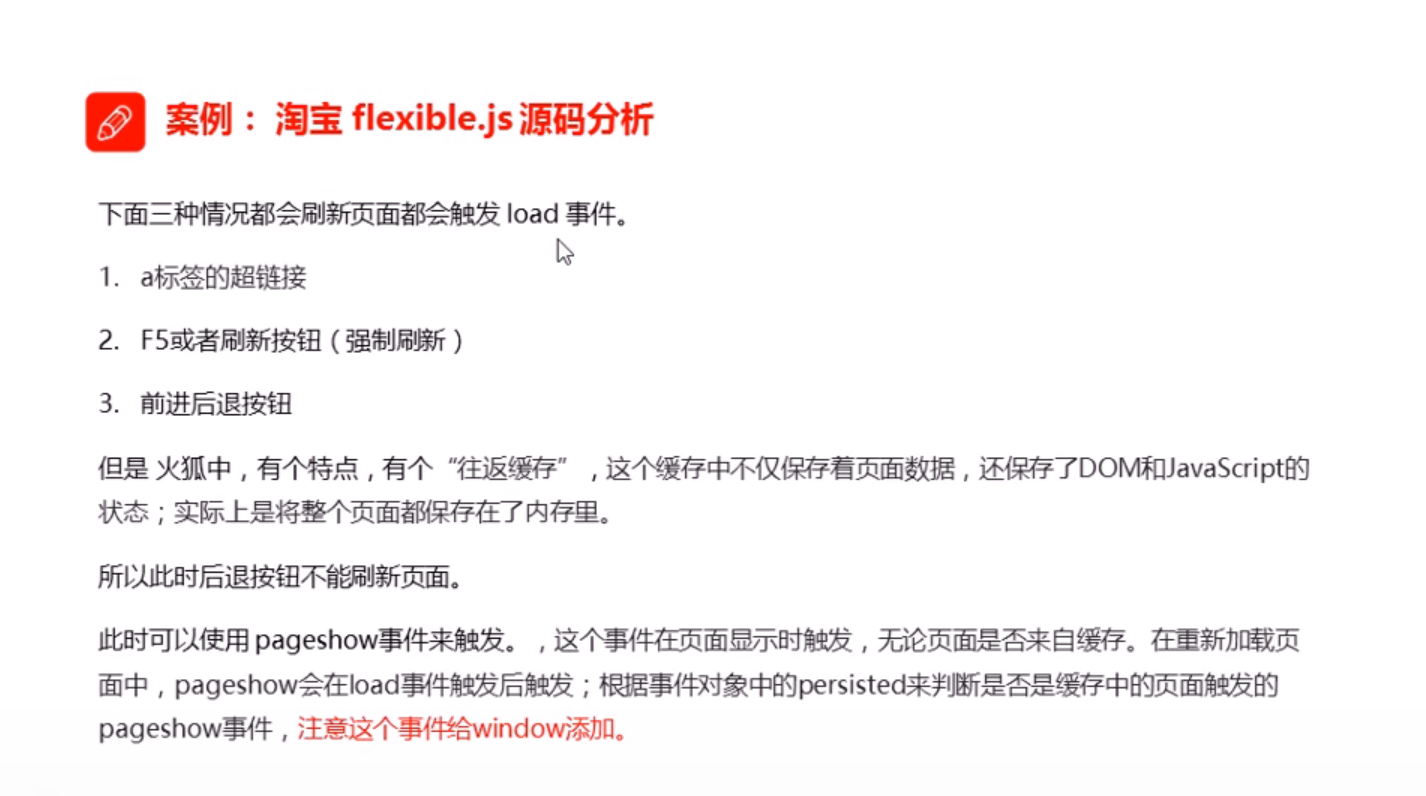 案例： 淘宝 flexible.js 源码分析
下面三种情况都会刷新页面都会触发 load 事件。
1. a标签的超链接
2. F5或者刷新按钮（强制刷新）
3. 前进后退按钮
但是 火狐中，有个特点，有个“往返缓存”，这个缓存中不仅保存着页面数据，还保存了DOM和JavaScript的
状态；实际上是将整个页面都保存在了内存里。
所以此时后退按钮不能刷新页面。
此时可以使用 pageshow事件来触发。，这个事件在页面显示时触发，无论页面是否来自缓存。在重新加载页
面中，pageshow会在load事件触发后触发；根据事件对象中的persisted来判断是否是缓存中的页面触发的
pageshow事件，注意这个事件给window添加。